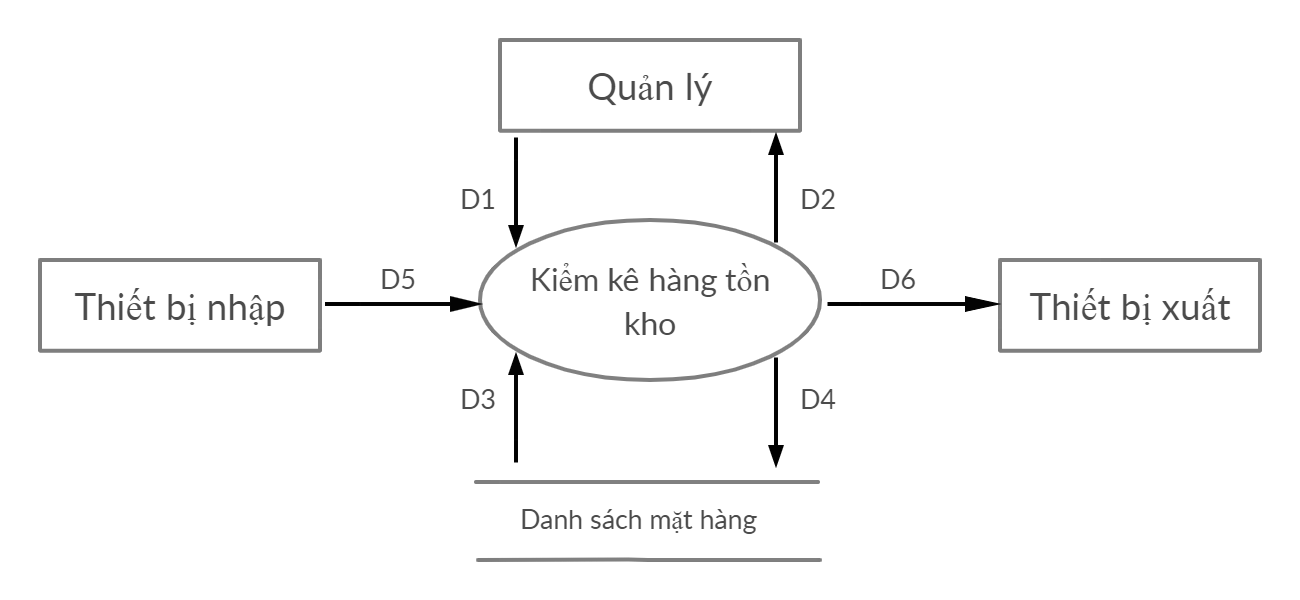 Quản lý
D1
D2
Thiết bị nhập
D5
Kiểm kê hàng tồn
kho
D6
Thiết bị xuất
D3
D4
Danh sách mặt hàng